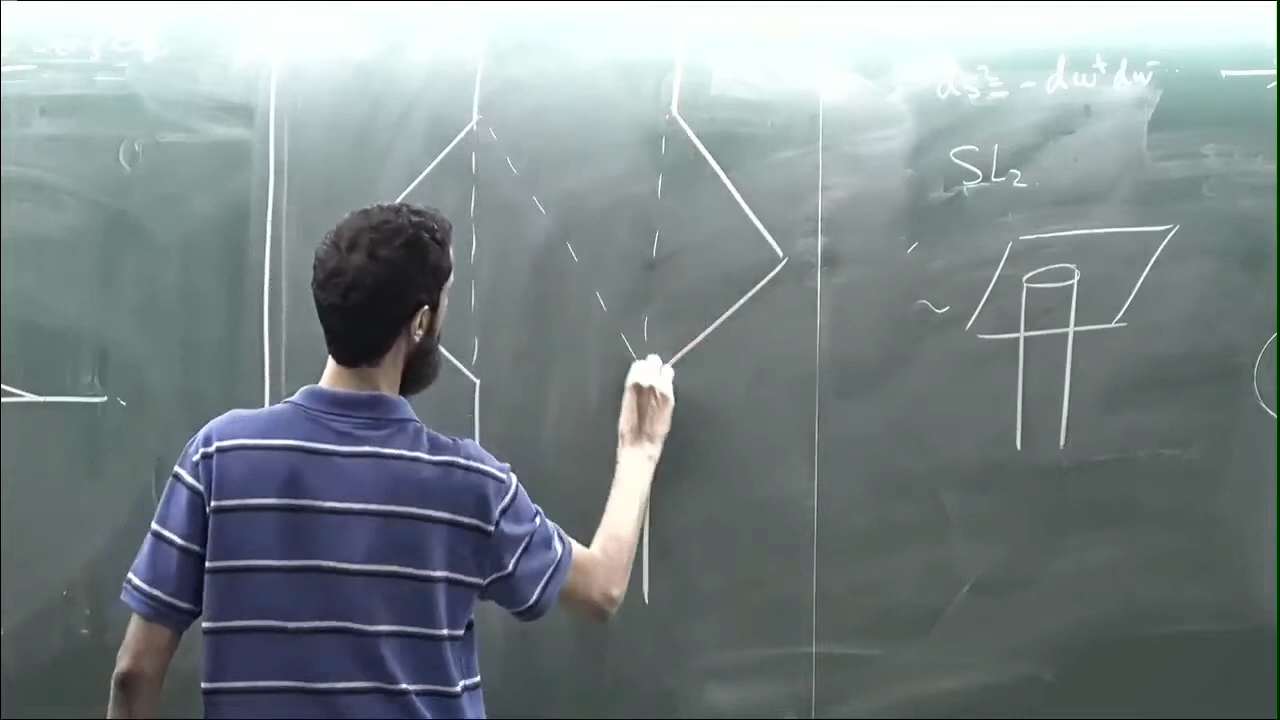 ds² = - dw⁺ dw⁻
SL₂
~